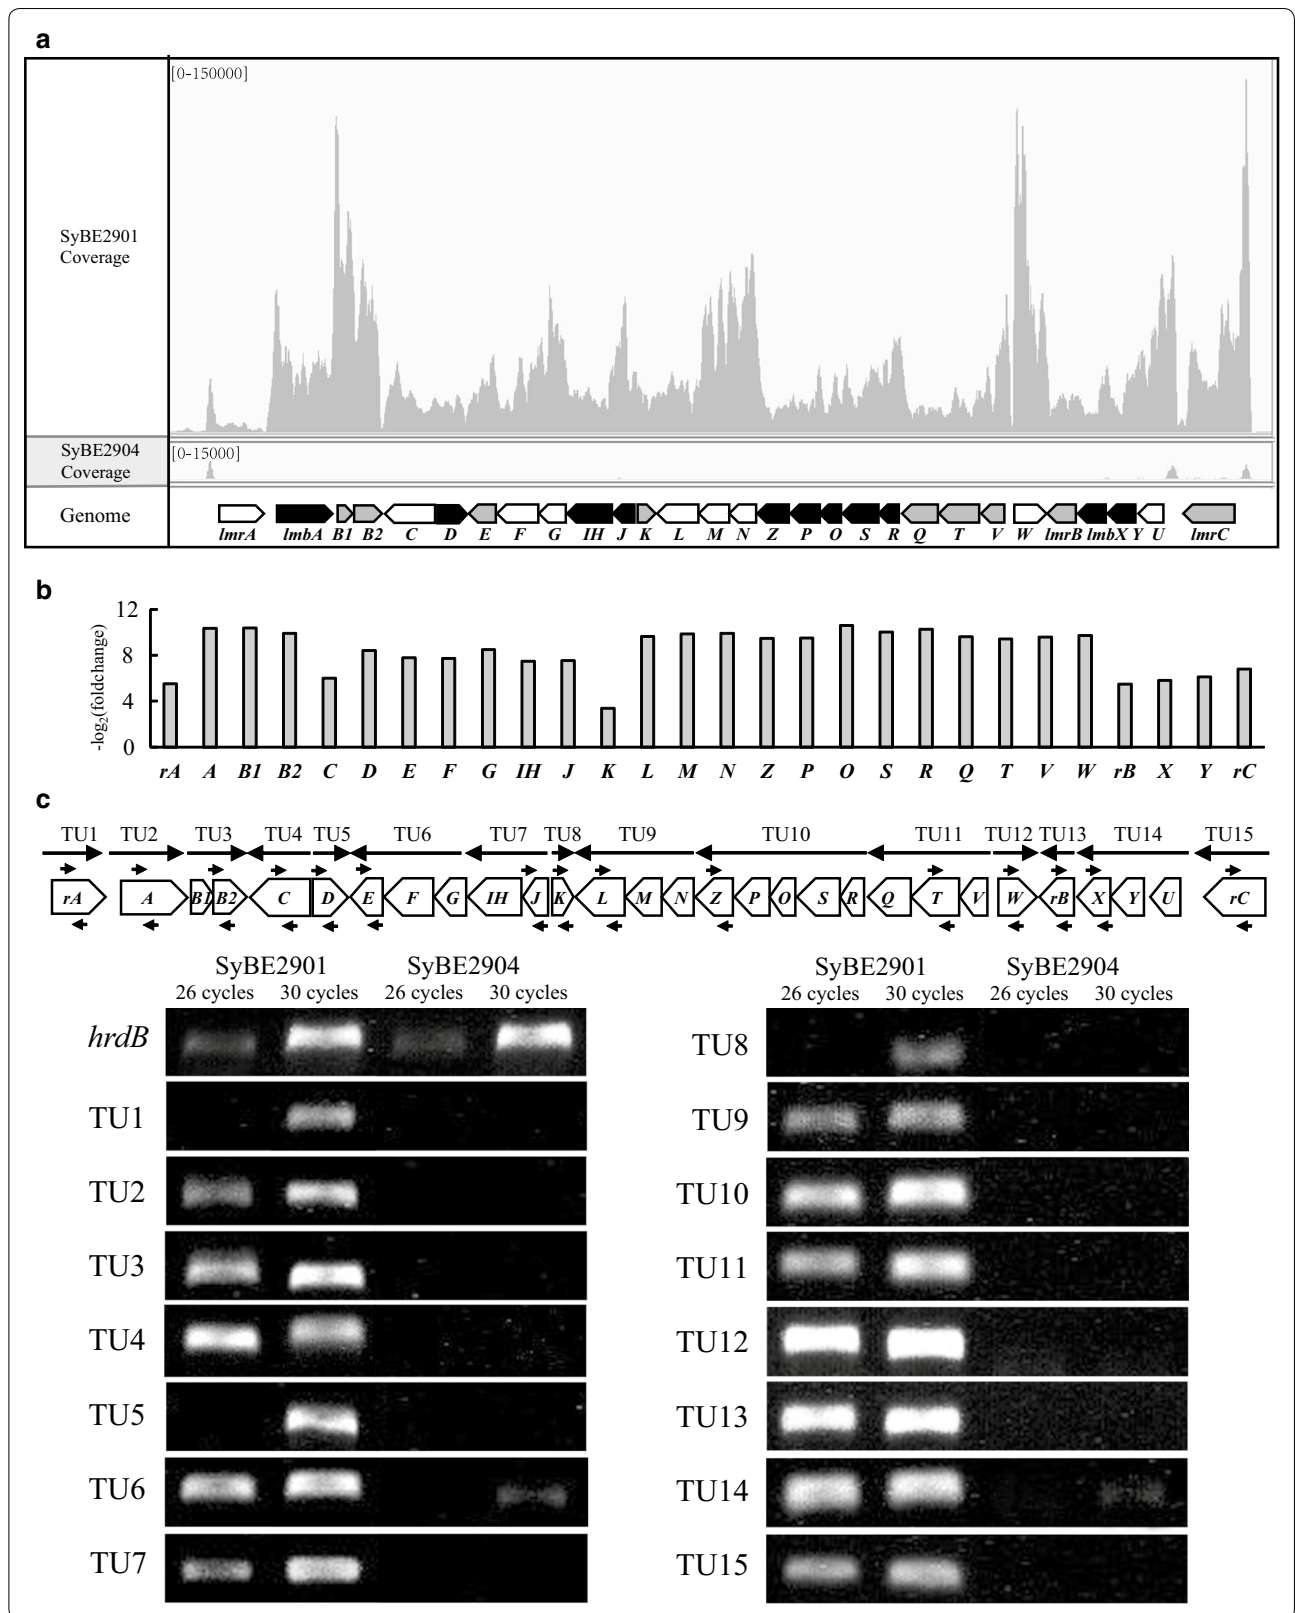 a
[0-150000]
SyBE2901
Coverage
SyBE2904
Coverage
[0-15000]
Genome
lmrA lmbA B1 B2 C D E F G IH J K L M N Z P O S R Q T V W lmrB lmbX Y U lmrC
b
-log2(foldchange)
12
8
4
0
rA A B1 B2 C D E F G IH J K L M N Z P O S R Q T V W rB X Y rC
c
TU1 TU2 TU3 TU4 TU5 TU6 TU7 TU8 TU9 TU10 TU11 TU12 TU13 TU14 TU15
rA A B1 B2 C D E F G IH J K L M N Z P O S R Q T V W rB X Y U rC
SyBE2901 SyBE2904
26 cycles 30 cycles 26 cycles 30 cycles
hrdB
TU1
TU2
TU3
TU4
TU5
TU6
TU7
SyBE2901 SyBE2904
26 cycles 30 cycles 26 cycles 30 cycles
TU8
TU9
TU10
TU11
TU12
TU13
TU14
TU15